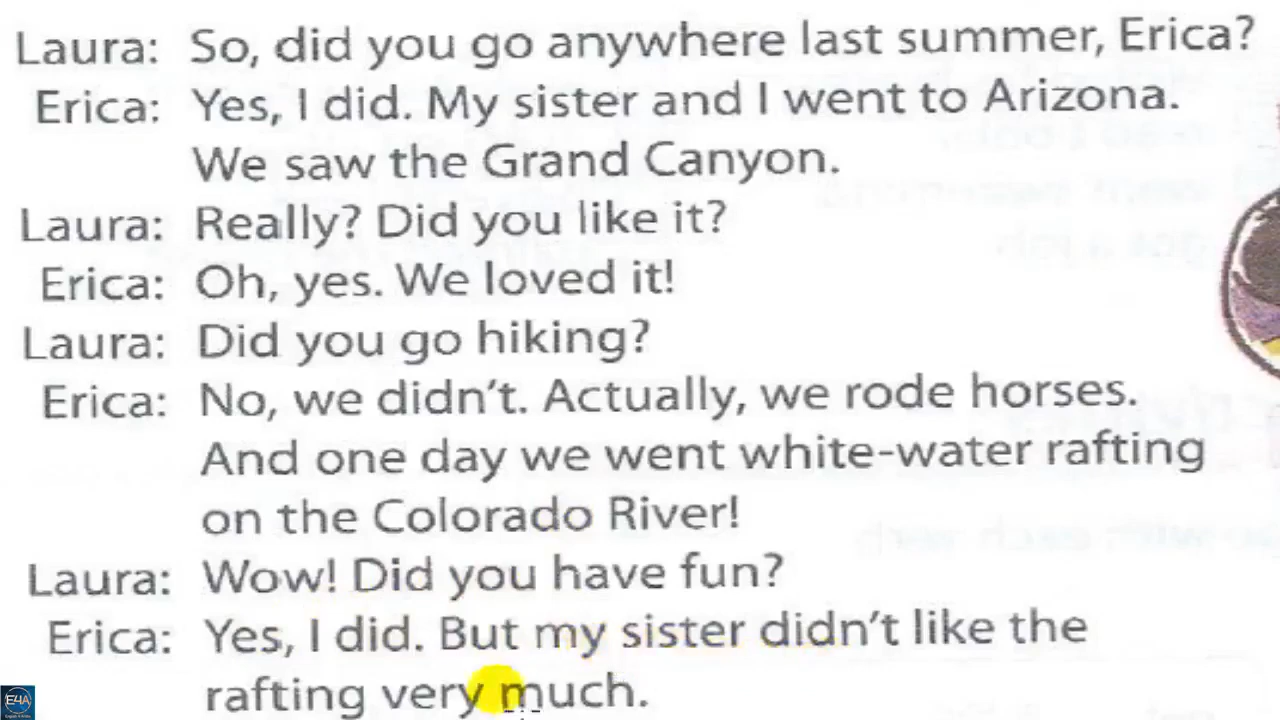 Laura: So, did you go anywhere last summer, Erica?
Erica: Yes, I did. My sister and I went to Arizona.
We saw the Grand Canyon.
Laura: Really? Did you like it?
Erica: Oh, yes. We loved it!
Laura: Did you go hiking?
Erica: No, we didn't. Actually, we rode horses.
And one day we went white-water rafting
on the Colorado River!
Laura: Wow! Did you have fun?
Erica: Yes, I did. But my sister didn't like the
rafting very much.
E4A